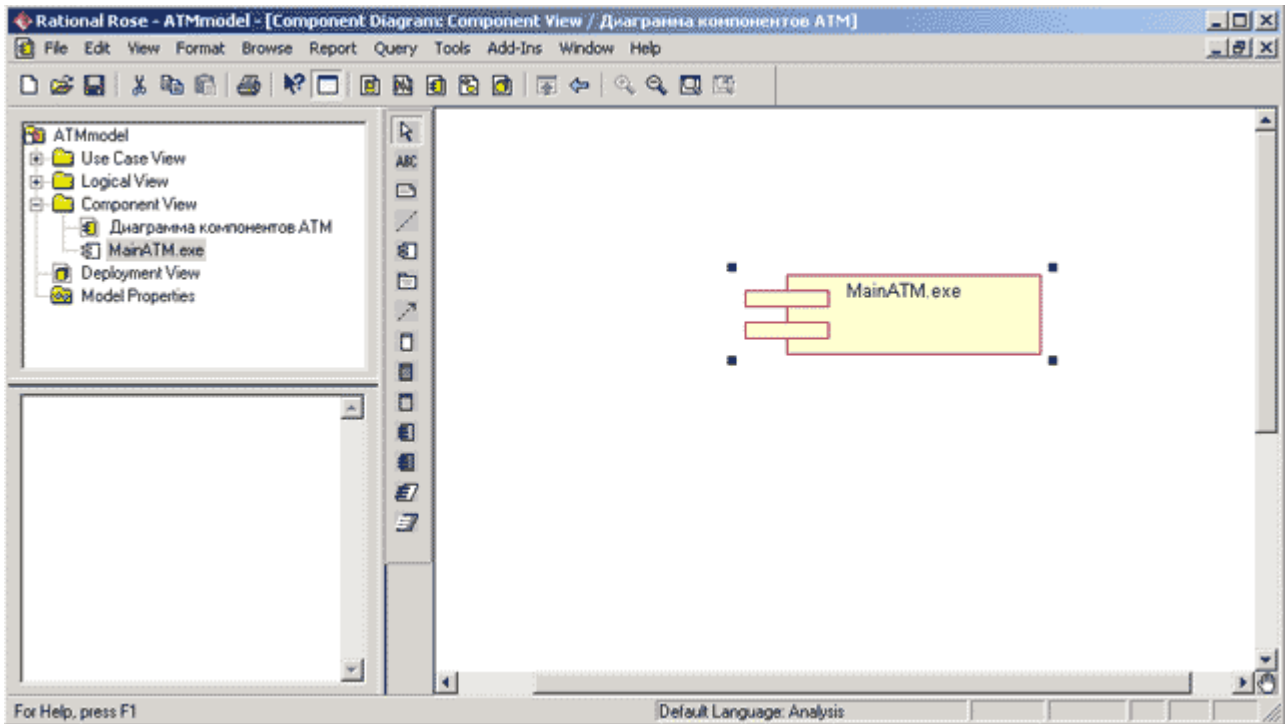 Rational Rose - ATMmodel - [Component Diagram: Component View / Диаграмма компонентов ATM]
File Edit View Format Browse Report Query Tools Add-Ins Window Help
ATMmodel
Use Case View
Logical View
Component View
Диаграмма компонентов ATM
MainATM.exe
Deployment View
Model Properties
ABC
MainATM.exe
For Help, press F1
Default Language: Analysis